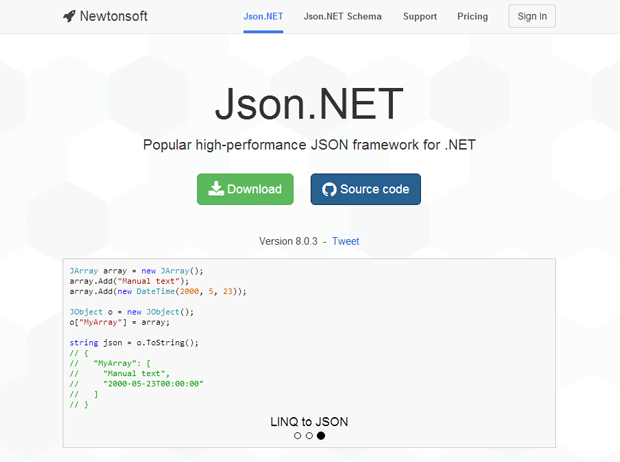 Newtonsoft Json.NET Json.NET Schema Support Pricing Sign In
Json.NET
Popular high-performance JSON framework for .NET
Download Source code
Version 8.0.3 - Tweet
JArray array = new JArray();
array.Add("Manual text");
array.Add(new DateTime(2000, 5, 23));
JObject o = new JObject();
o["MyArray"] = array;
string json = o.ToString();
// {
//   "MyArray": [
//     "Manual text",
//     "2000-05-23T00:00:00"
//   ]
// }
LINQ to JSON